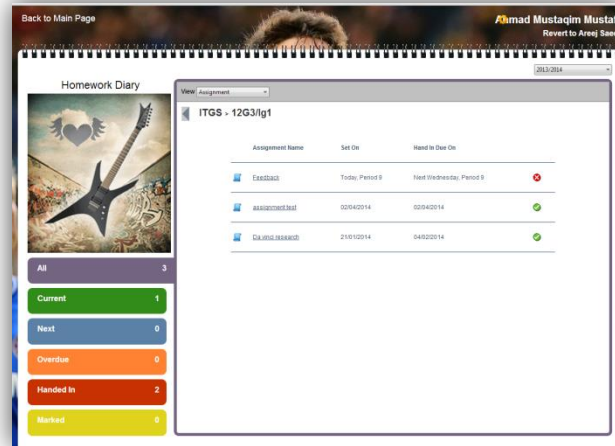 Back to Main Page
Ahmad Mustaqim Mustaf
Revert to Areej Saee
2013/2014
Homework Diary
View Assignment
ITGS > 12G3/Ig1
Assignment Name Set On Hand In Due On
Feedback Today, Period 9 Next Wednesday, Period 9
assignment test 02/04/2014 02/04/2014
Da vinci research 21/01/2014 04/02/2014
All 3
Current 1
Next 0
Overdue 0
Handed In 2
Marked 0